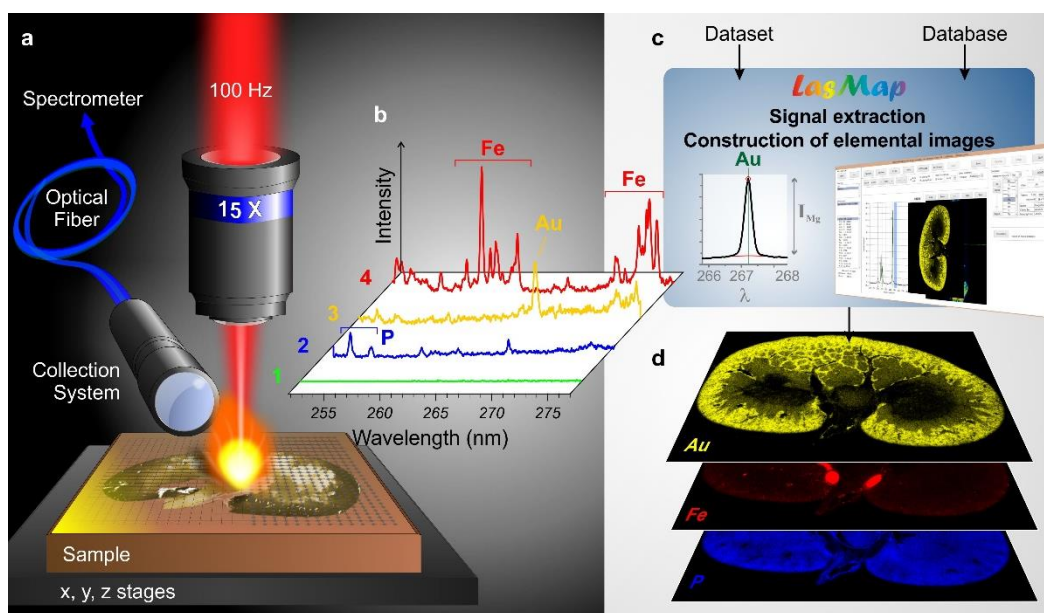 a
Spectrometer
100 Hz
Optical
Fiber
15 X
Collection
System
Sample
x, y, z stages
b
Intensity
Fe
Fe
Au
4
3
P
2
1
255 260 265 270 275
Wavelength (nm)
c
Dataset
Database
LasMap
Signal extraction
Construction of elemental images
Au
I Mg
266 267 268
λ
d
Au
Fe
P